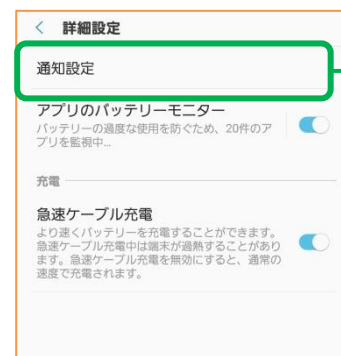 詳細設定
通知設定
アプリのバッテリーモニター
バッテリーの過度な使用を防ぐため、20件のア
プリを監視中...
充電
急速ケーブル充電
より速くバッテリーを充電することができます。
急速ケーブル充電中は端末が過熱することがあり
ます。急速ケーブル充電を無効にすると、通常の
速度で充電されます。